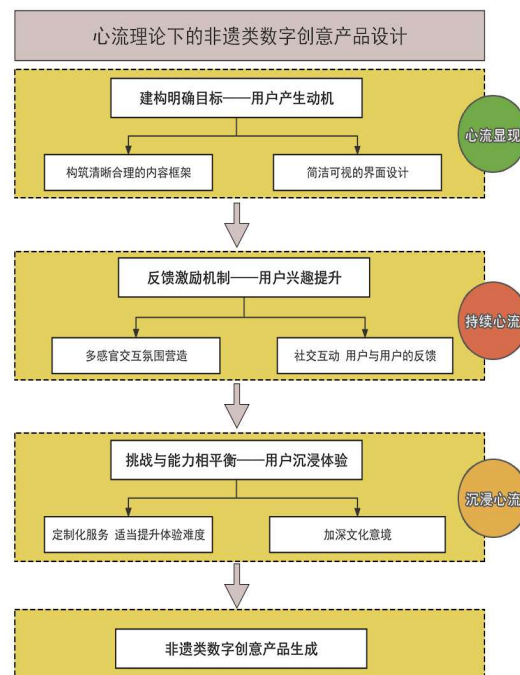 心流理论下的非遗类数字创意产品设计
建构明确目标——用户产生动机
心流显现
构筑清晰合理的内容框架
简洁可视的界面设计
反馈激励机制——用户兴趣提升
持续心流
多感官交互氛围营造
社交互动 用户与用户的反馈
挑战与能力相平衡——用户沉浸体验
沉浸心流
定制化服务 适当提升体验难度
加深文化意境
非遗类数字创意产品生成